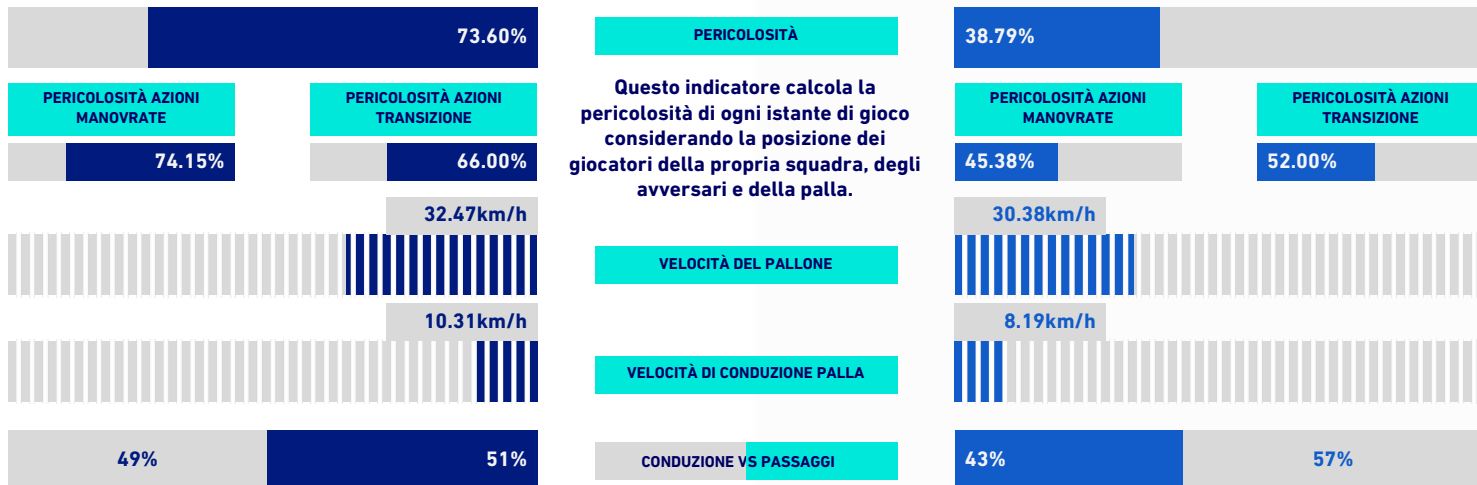 73.60%
PERICOLOSITÀ
38.79%
PERICOLOSITÀ AZIONI
MANOVRATE
PERICOLOSITÀ AZIONI
TRANSIZIONE
74.15%
66.00%
Questo indicatore calcola la
pericolosità di ogni istante di gioco
considerando la posizione dei
giocatori della propria squadra, degli
avversari e della palla.
PERICOLOSITÀ AZIONI
MANOVRATE
PERICOLOSITÀ AZIONI
TRANSIZIONE
45.38%
52.00%
32.47km/h
VELOCITÀ DEL PALLONE
30.38km/h
10.31km/h
VELOCITÀ DI CONDUZIONE PALLA
8.19km/h
49%
51%
CONDUZIONE VS PASSAGGI
43%
57%